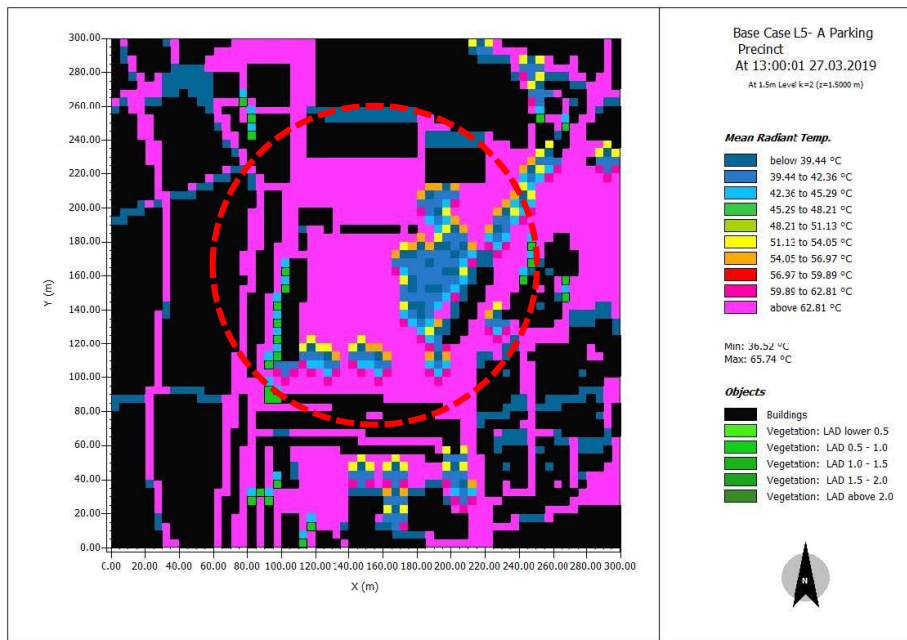 Base Case L5- A Parking
Precinct
At 13:00:01 27.03.2019
At 1.5m Level k=2 (z=1.5000 m)
Mean Radiant Temp.
below 39.44 °C
39.44 to 42.36 °C
42.36 to 45.29 °C
45.29 to 48.21 °C
48.21 to 51.13 °C
51.13 to 54.05 °C
54.05 to 56.97 °C
56.97 to 59.89 °C
59.89 to 62.81 °C
above 62.81 °C
Min: 36.52 °C
Max: 65.74 °C
Objects
Buildings
Vegetation: LAD lower 0.5
Vegetation: LAD 0.5 - 1.0
Vegetation: LAD 1.0 - 1.5
Vegetation: LAD 1.5 - 2.0
Vegetation: LAD above 2.0
N
300.00
280.00
260.00
240.00
220.00
200.00
180.00
160.00
140.00
120.00
100.00
80.00
60.00
40.00
20.00
0.00
Y (m)
0.00 20.00 40.00 60.00 80.00 100.00 120.00 140.00 160.00 180.00 200.00 220.00 240.00 260.00 280.00 300.00
X (m)